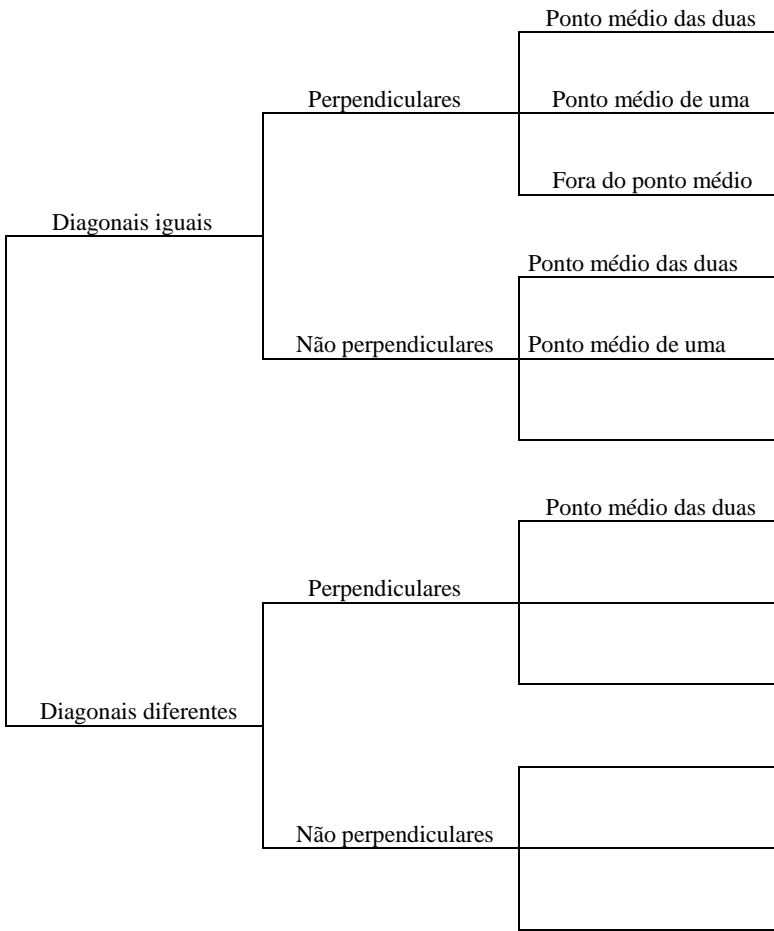 Ponto médio das duas
Perpendiculares
Ponto médio de uma
Fora do ponto médio
Diagonais iguais
Ponto médio das duas
Não perpendiculares
Ponto médio de uma
Ponto médio das duas
Perpendiculares
Diagonais diferentes
Não perpendiculares